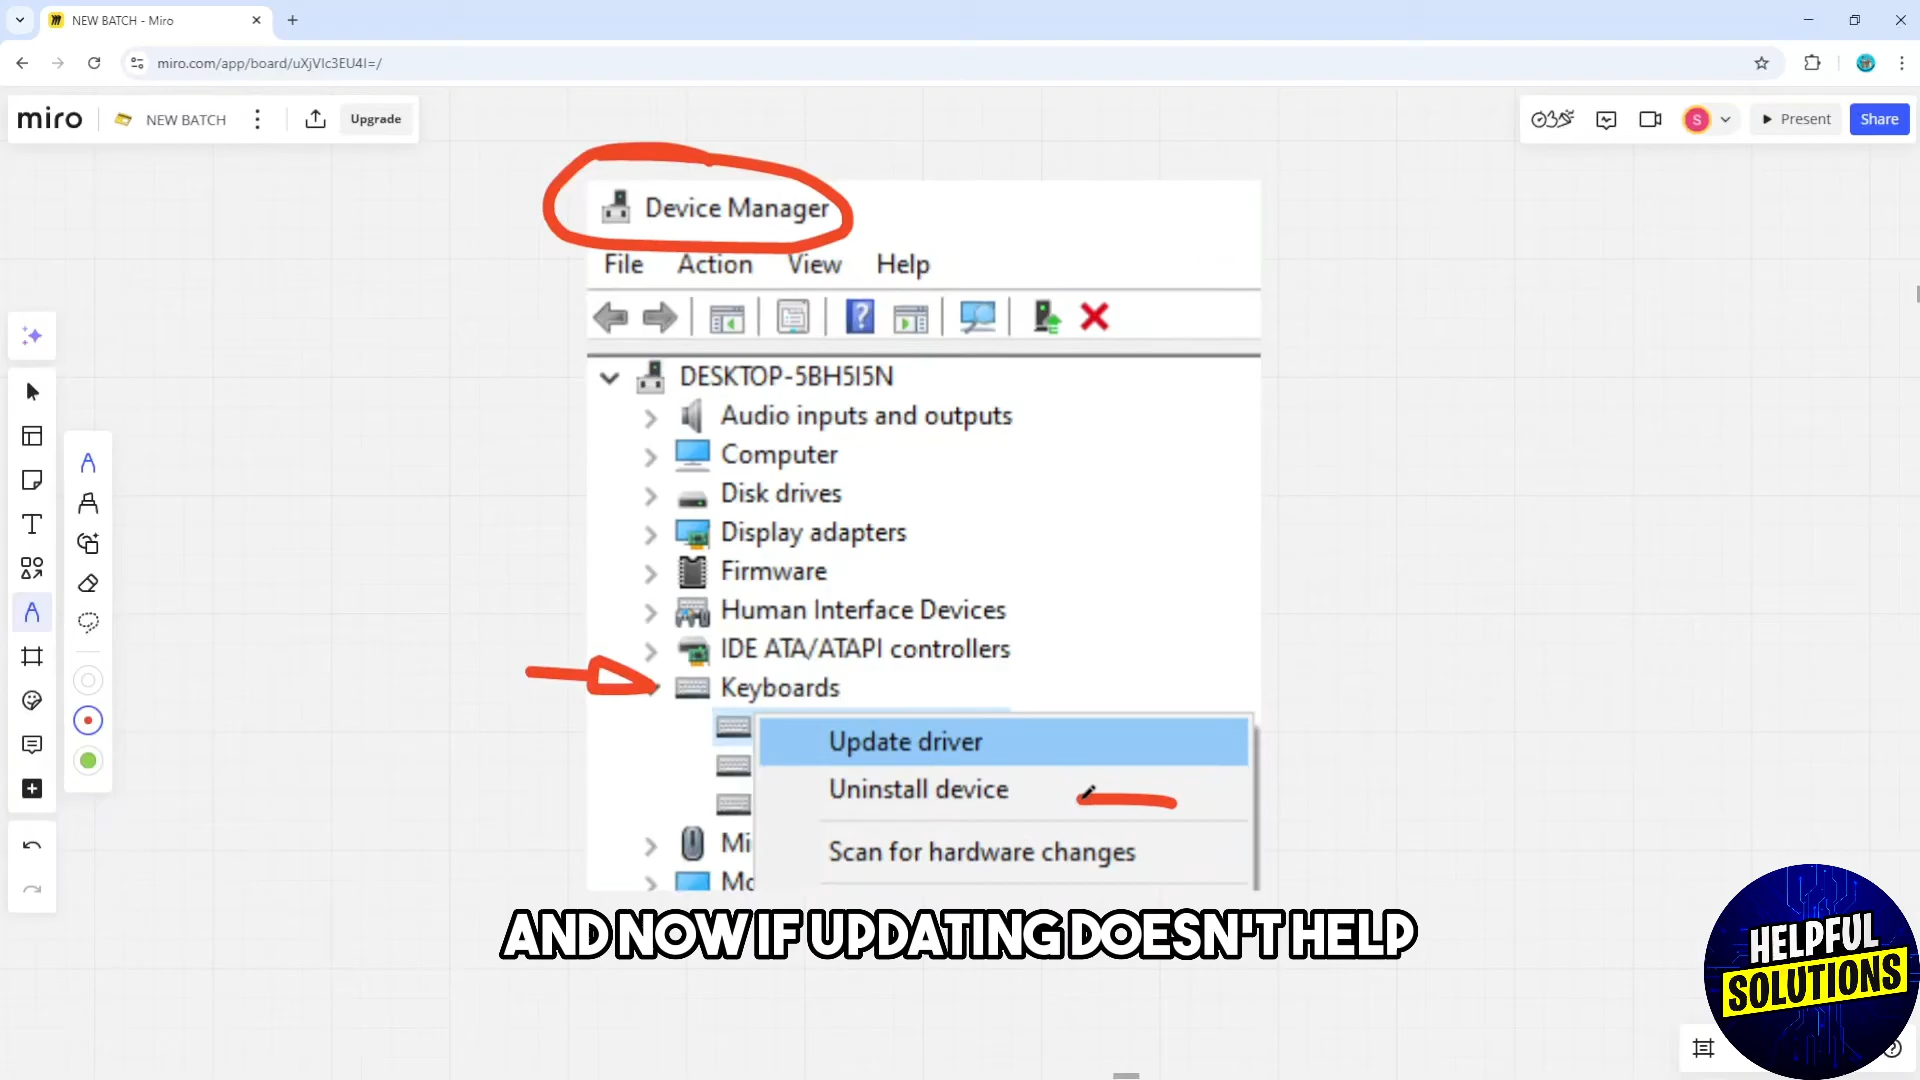 NEW BATCH - Miro
miro.com/app/board/uXjVIc3EU4I=/
miro
NEW BATCH
Upgrade
S
Present
Share
Device Manager
File Action View Help
DESKTOP-5BH5I5N
Audio inputs and outputs
Computer
Disk drives
Display adapters
Firmware
Human Interface Devices
IDE ATA/ATAPI controllers
Keyboards
Update driver
Uninstall device
Mi
Scan for hardware changes
Mo
AND NOW IF UPDATING DOESN'T HELP
HELPFUL
SOLUTIONS